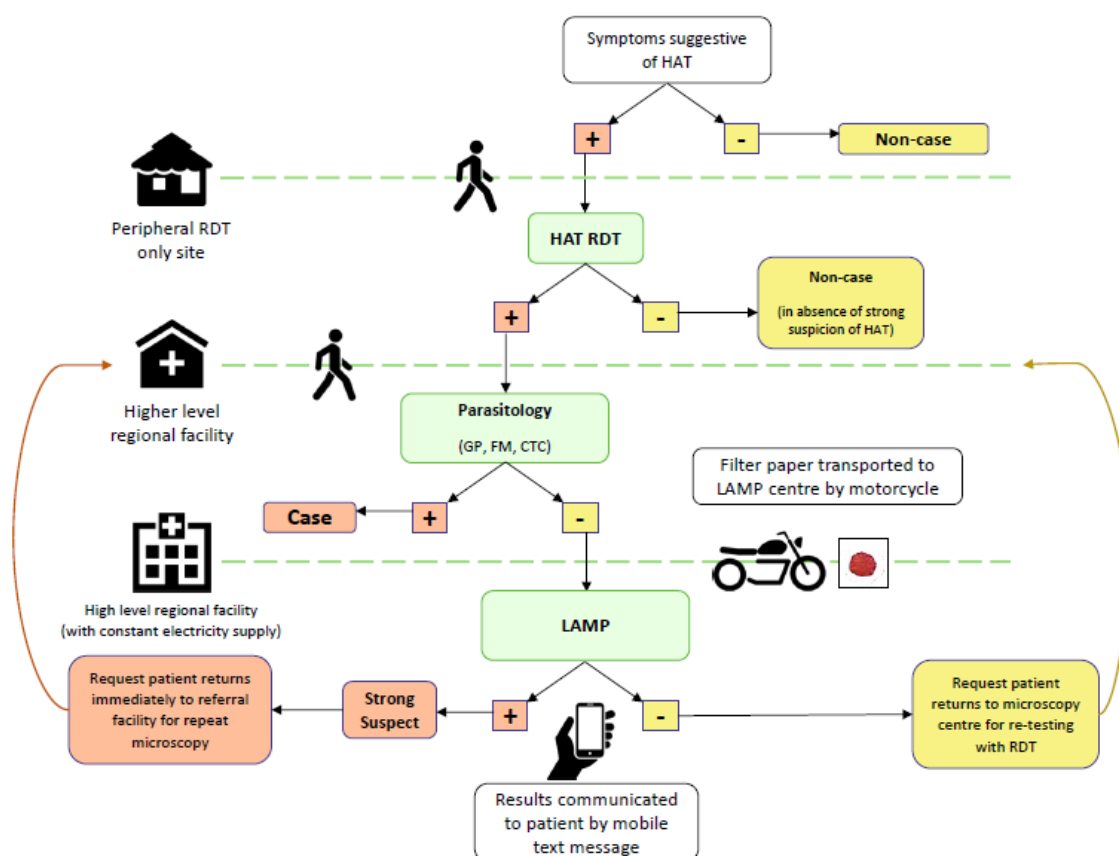 Symptoms suggestive
of HAT
+
-
Non-case
Peripheral RDT
only site
HAT RDT
+
-
Non-case
(in absence of strong
suspicion of HAT)
Higher level
regional facility
Parasitology
(GP, FM, CTC)
Filter paper transported to
LAMP centre by motorcycle
Case
+
-
High level regional facility
(with constant electricity supply)
LAMP
Request patient returns
immediately to referral
facility for repeat
microscopy
Strong
Suspect
+
-
Request patient
returns to microscopy
centre for re-testing
with RDT
Results communicated
to patient by mobile
text message